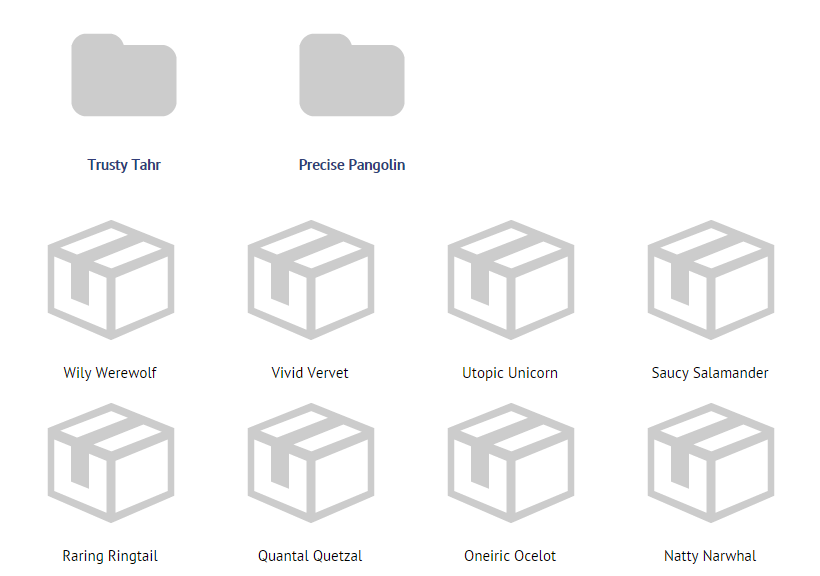 Trusty Tahr
Precise Pangolin
Wily Werewolf
Vivid Vervet
Utopic Unicorn
Saucy Salamander
Raring Ringtail
Quantal Quetzal
Oneiric Ocelot
Natty Narwhal